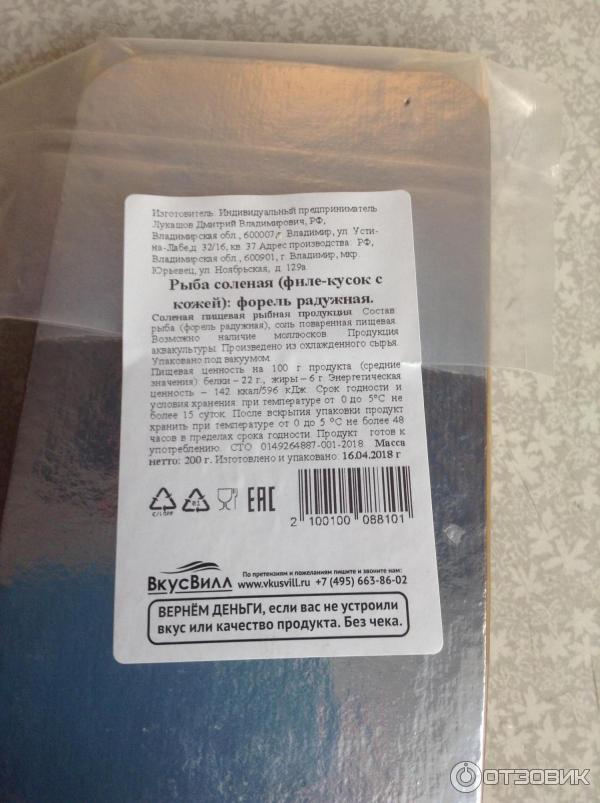 Изготовитель: Индивидуальный предприниматель
Лукашов Дмитрий Владимирович, РФ,
Владимирская обл., 600007, г. Владимир, ул Усти-
на-Лабе,д 32/16, кв. 37 Адрес производства: РФ,
Владимирская обл., 600901, г. Владимир, мкр.
Юрьевец, ул. Ноябрьская, д. 129а
Рыба соленая (филе-кусок с
кожей): форель радужная.
Соленая пищевая рыбная продукция Состав
рыба (форель радужная), соль поваренная пищевая.
Возможно наличие моллюсков. Продукция
аквакультуры. Произведено из охлажденного сырья.
Упаковано под вакуумом
Пищевая ценность на 100 г продукта (средние
значения): белки – 22 г., жиры – 6 г. Энергетическая
ценность – 142 ккал/596 кДж. Срок годности и
условия хранения: при температуре от 0 до 5°С не
более 15 суток. После вскрытия упаковки продукт
хранить при температуре от 0 до 5 °С не более 48
часов в пределах срока годности Продукт готов к
употреблению. СТО 0149264887-001-2018. Масса
нетто: 200 г. Изготовлено и упаковано: 16.04.2018 г
C/LDPE 81 EAC
2 100100 088101
ВкусВилл
По претензиям и пожеланиям пишите и звоните нам:
www.vkusvill.ru +7 (495) 663-86-02
ВЕРНЁМ ДЕНЬГИ, если вас не устроили
вкус или качество продукта. Без чека.
ОТЗОВИК